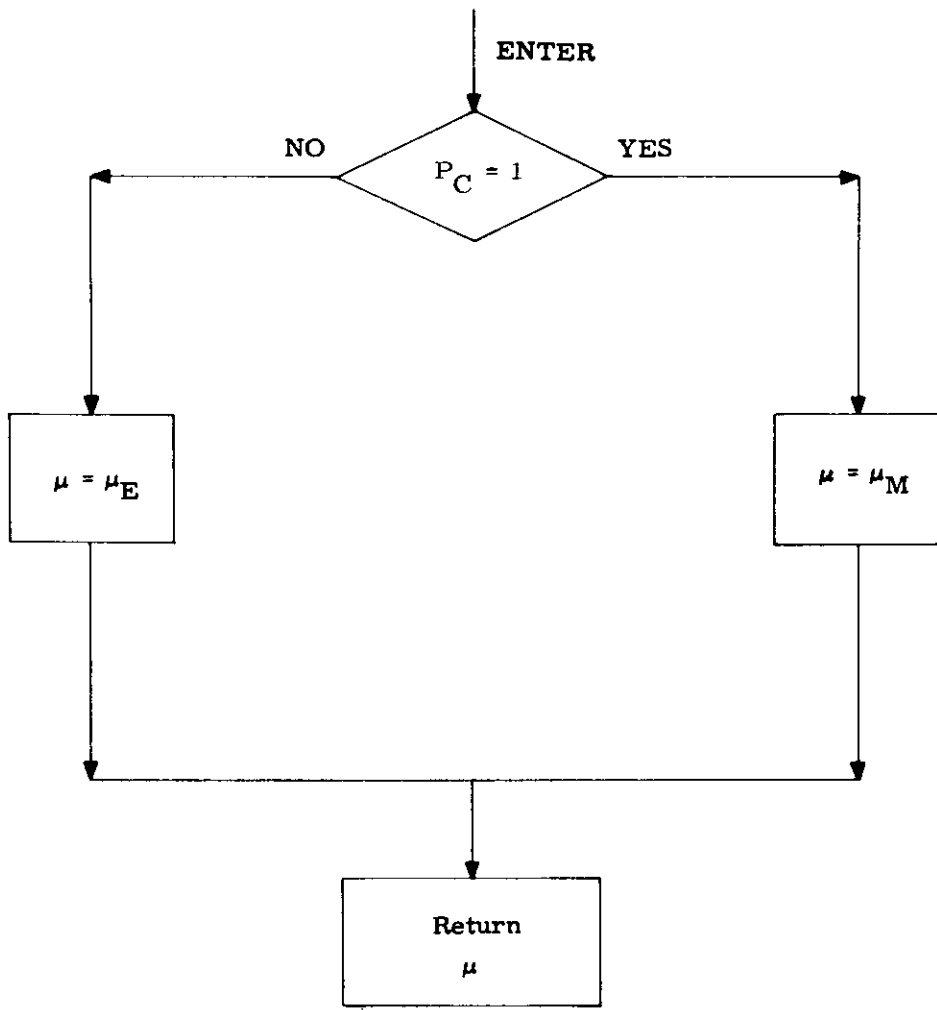 ENTER
NO
YES
P_C = 1
μ = μ_E
μ = μ_M
Return
μ